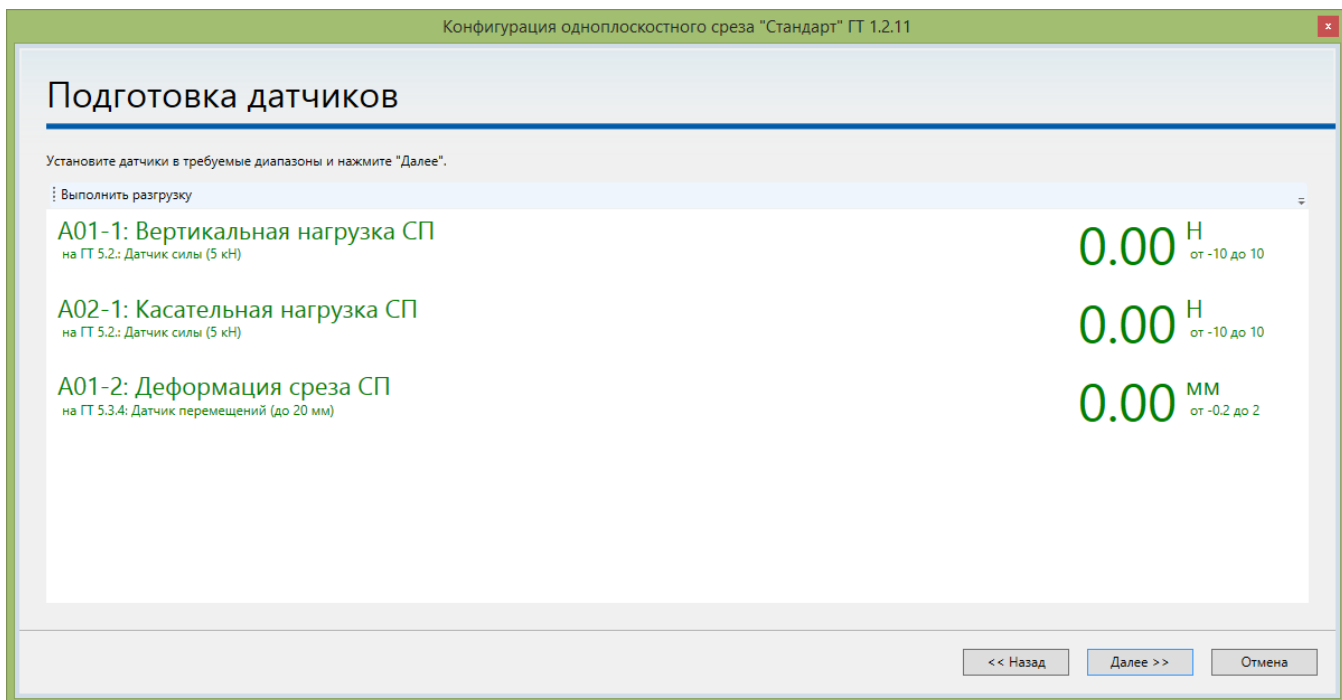 Конфигурация одноплоскостного среза "Стандарт" ГТ 1.2.11
x
Подготовка датчиков
Установите датчики в требуемые диапазоны и нажмите "Далее".
Выполнить разгрузку
A01-1: Вертикальная нагрузка СП
на ГТ 5.2.: Датчик силы (5 кН)
0.00 Н
от -10 до 10
A02-1: Касательная нагрузка СП
на ГТ 5.2.: Датчик силы (5 кН)
0.00 Н
от -10 до 10
A01-2: Деформация среза СП
на ГТ 5.3.4: Датчик перемещений (до 20 мм)
0.00 мм
от -0.2 до 2
<< Назад
Далее >>
Отмена